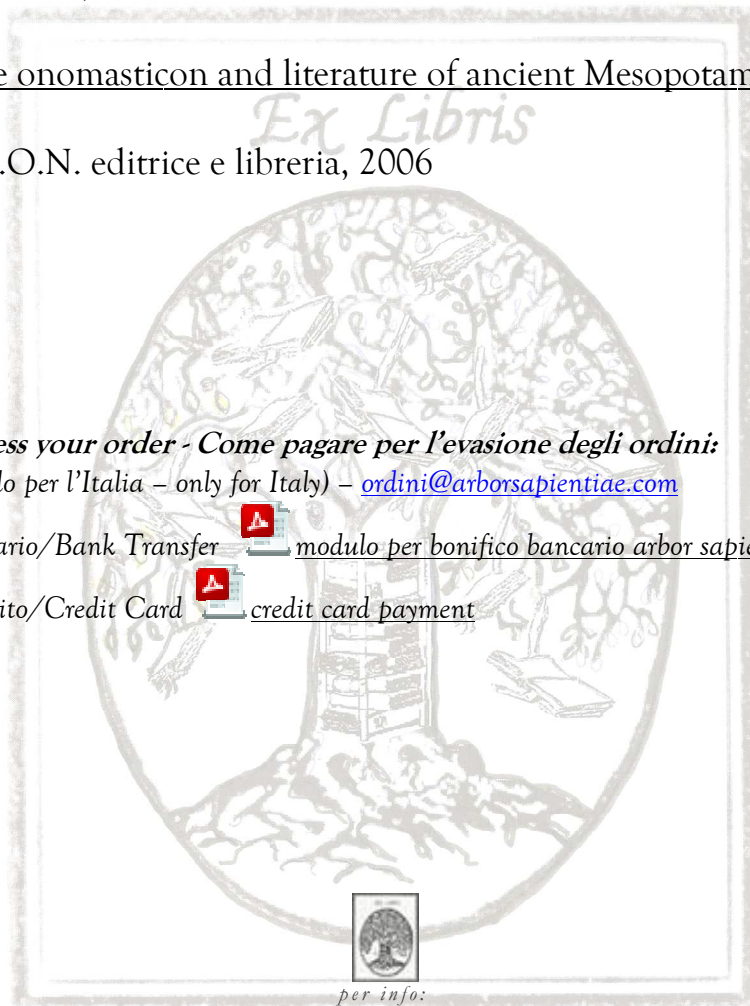 e onomasticon and literature of ancient Mesopotam
Ex Libris
.O.N. editrice e libreria, 2006
ess your order - Come pagare per l'evasione degli ordini:
lo per l'Italia – only for Italy) – ordini@arborsapientiae.com
ario/Bank Transfer modulo per bonifico bancario arbor sapie
ito/Credit Card credit card payment
per info: